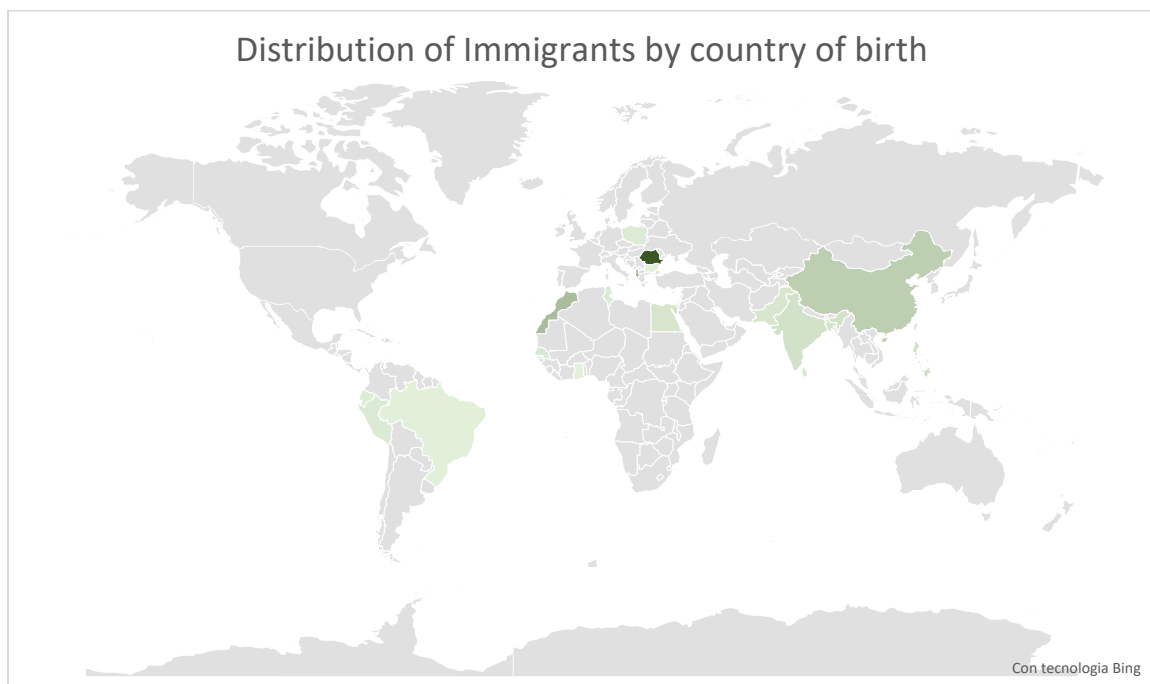 Distribution of Immigrants by country of birth
Con tecnologia Bing